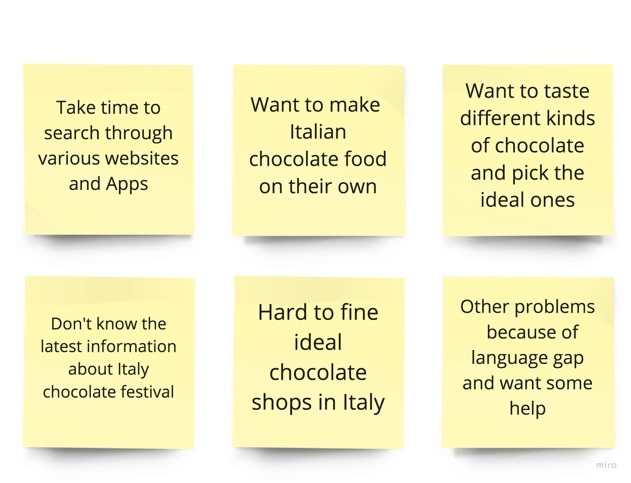 Take time to
search through
various websites
and Apps
Want to make
Italian
chocolate food
on their own
Want to taste
different kinds
of chocolate
and pick the
ideal ones
Don't know the
latest information
about Italy
chocolate festival
Hard to fine
ideal
chocolate
shops in Italy
Other problems
because of
language gap
and want some
help
miro